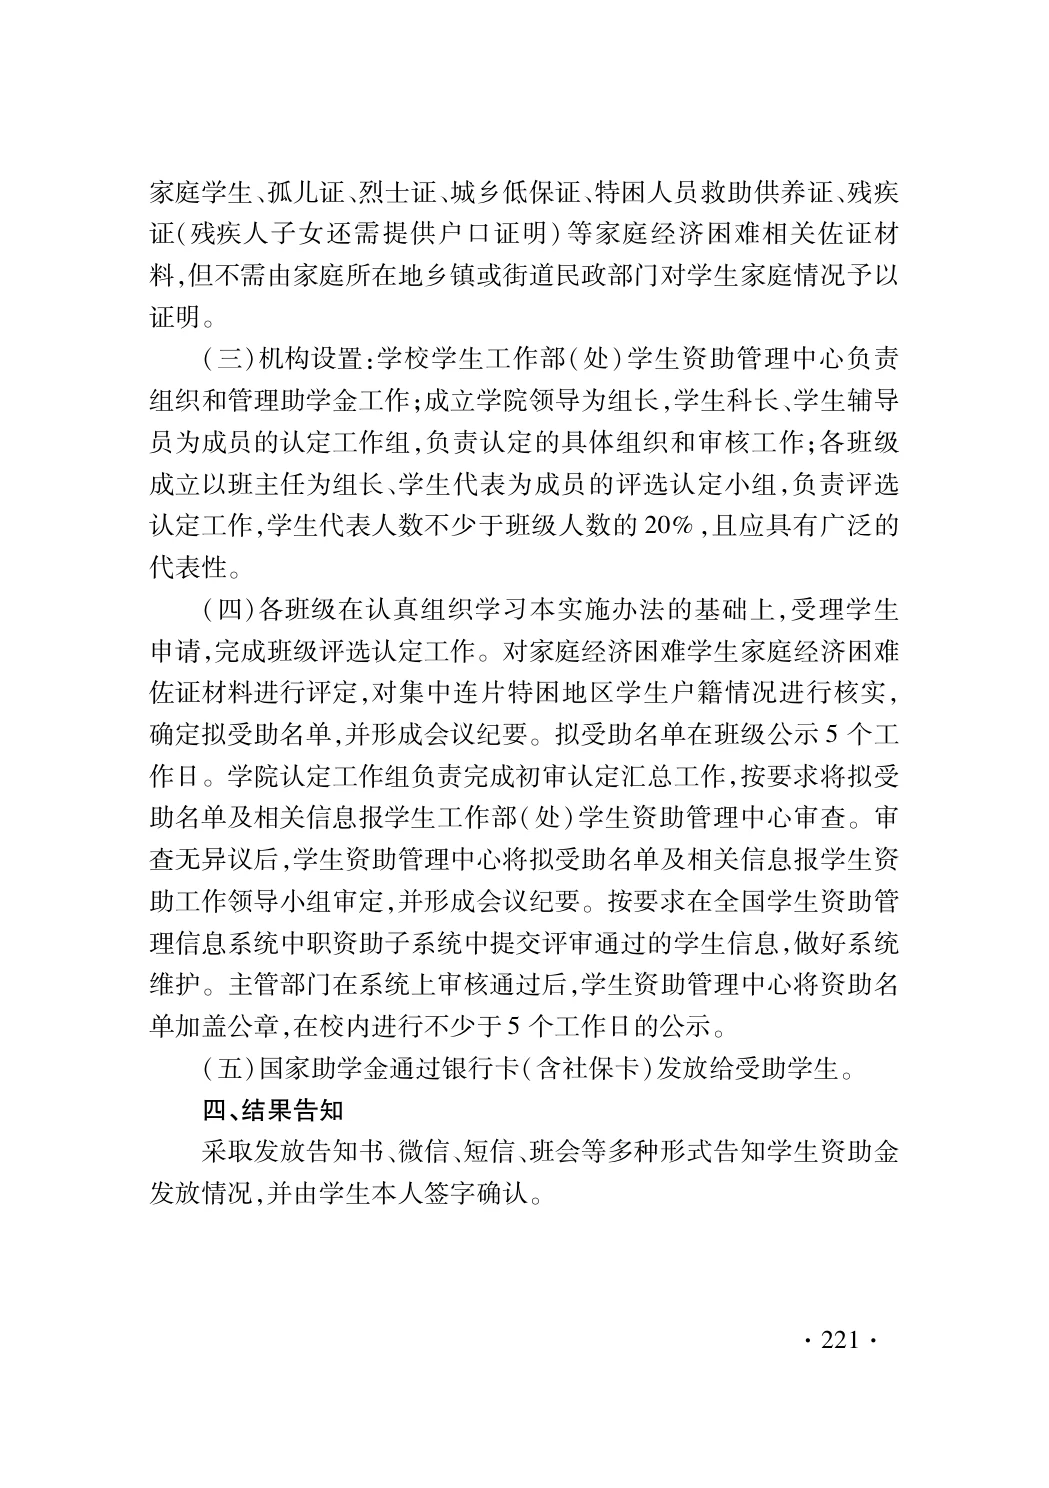 家庭学生、孤儿证、烈士证、城乡低保证、特困人员救助供养证、残疾
证(残疾人子女还需提供户口证明)等家庭经济困难相关佐证材
料,但不需由家庭所在地乡镇或街道民政部门对学生家庭情况予以
证明。
(三)机构设置:学校学生工作部(处)学生资助管理中心负责
组织和管理助学金工作;成立学院领导为组长,学生科长、学生辅导
员为成员的认定工作组,负责认定的具体组织和审核工作;各班级
成立以班主任为组长、学生代表为成员的评选认定小组,负责评选
认定工作,学生代表人数不少于班级人数的 20%,且应具有广泛的
代表性。
(四)各班级在认真组织学习本实施办法的基础上,受理学生
申请,完成班级评选认定工作。对家庭经济困难学生家庭经济困难
佐证材料进行评定,对集中连片特困地区学生户籍情况进行核实,
确定拟受助名单,并形成会议纪要。拟受助名单在班级公示 5 个工
作日。学院认定工作组负责完成初审认定汇总工作,按要求将拟受
助名单及相关信息报学生工作部(处)学生资助管理中心审查。审
查无异议后,学生资助管理中心将拟受助名单及相关信息报学生资
助工作领导小组审定,并形成会议纪要。按要求在全国学生资助管
理信息系统中职资助子系统中提交评审通过的学生信息,做好系统
维护。主管部门在系统上审核通过后,学生资助管理中心将资助名
单加盖公章,在校内进行不少于 5 个工作日的公示。
(五)国家助学金通过银行卡(含社保卡)发放给受助学生。
四、结果告知
采取发放告知书、微信、短信、班会等多种形式告知学生资助金
发放情况,并由学生本人签字确认。
· 221 ·